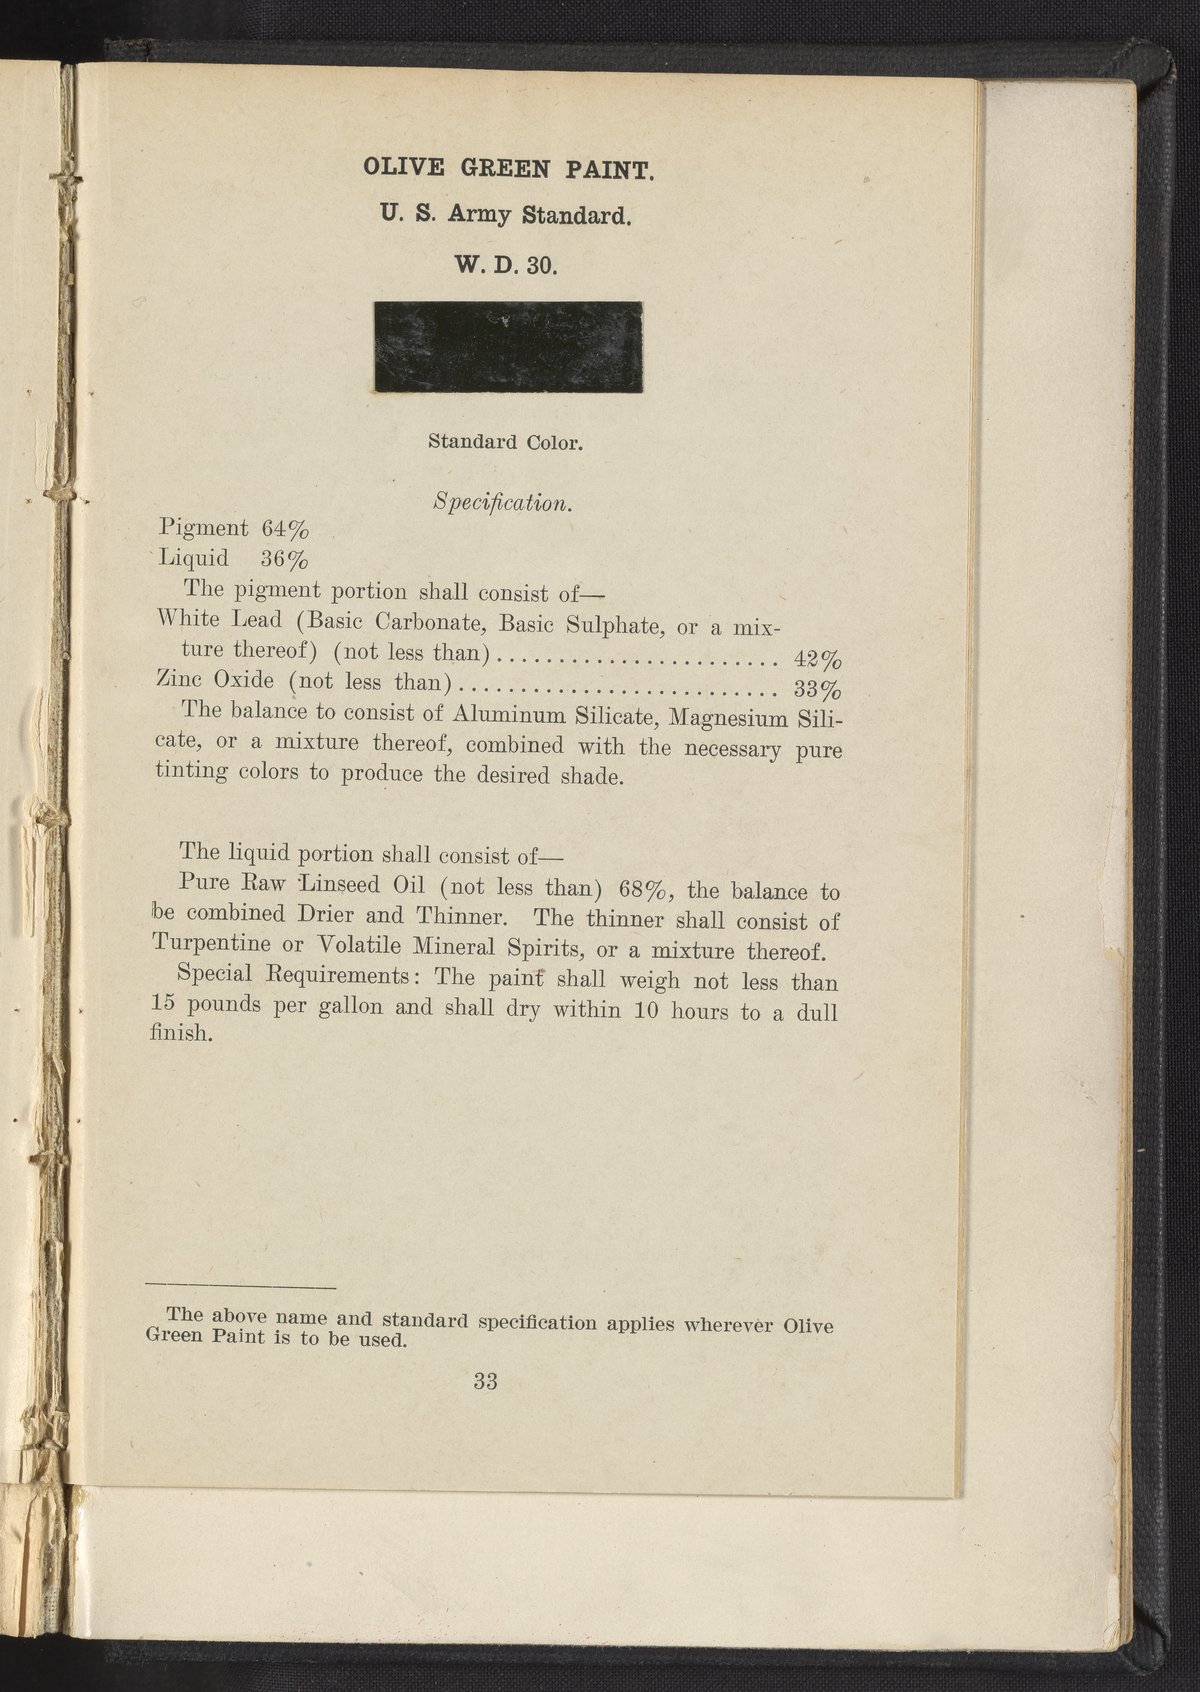 OLIVE GREEN PAINT.
U. S. Army Standard.
W. D. 30.
Standard Color.
Specification.
Pigment 64%
Liquid 36%
The pigment portion shall consist of—
White Lead (Basic Carbonate, Basic Sulphate, or a mix-
ture thereof) (not less than) ....................... 42%
Zinc Oxide (not less than) .......................... 33%
The balance to consist of Aluminum Silicate, Magnesium Sili-
cate, or a mixture thereof, combined with the necessary pure
tinting colors to produce the desired shade.
The liquid portion shall consist of—
Pure Raw Linseed Oil (not less than) 68%, the balance to
be combined Drier and Thinner. The thinner shall consist of
Turpentine or Volatile Mineral Spirits, or a mixture thereof.
Special Requirements: The paint shall weigh not less than
15 pounds per gallon and shall dry within 10 hours to a dull
finish.
The above name and standard specification applies wherever Olive
Green Paint is to be used.
33